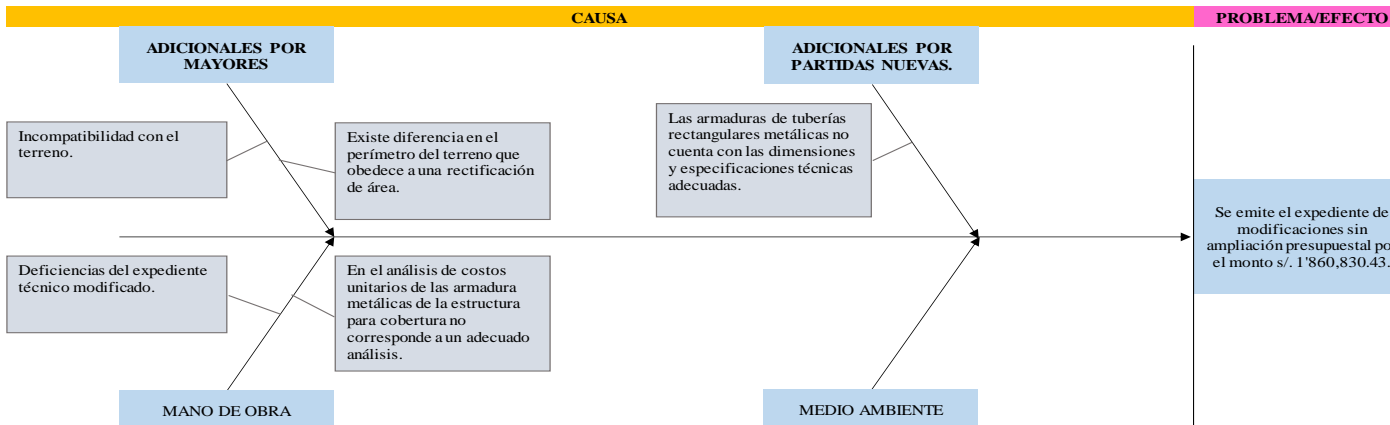 CAUSA
PROBLEMA/EFECTO
ADICIONALES POR
MAYORES
ADICIONALES POR
PARTIDAS NUEVAS.
Incompatibilidad con el
terreno.
Existe diferencia en el
perímetro del terreno que
obedece a una rectificación
de área.
Las armaduras de tuberías
rectangulares metálicas no
cuenta con las dimensiones
y especificaciones técnicas
adecuadas.
Se emite el expediente de
modificaciones sin
ampliación presupuestal po
el monto s/. 1'860,830.43.
Deficiencias del expediente
técnico modificado.
En el análisis de costos
unitarios de las armadura
metálicas de la estructura
para cobertura no
corresponde a un adecuado
análisis.
MANO DE OBRA
MEDIO AMBIENTE